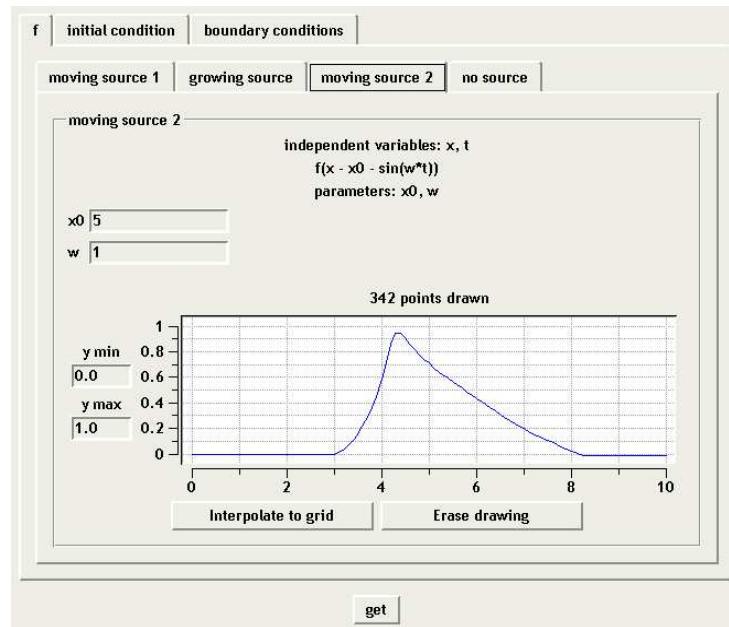 f initial condition boundary conditions
moving source 1 growing source moving source 2 no source
moving source 2
independent variables: x, t
f(x - x0 - sin(w*t))
parameters: x0, w
x0 5
w 1
342 points drawn
y min
0.0
y max
1.0
1
0.8
0.6
0.4
0.2
0
0 2 4 6 8 10
Interpolate to grid Erase drawing
get